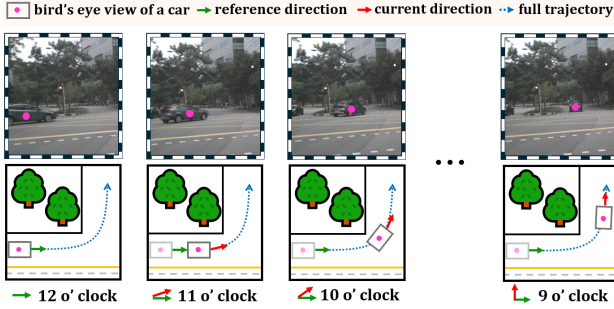 bird's eye view of a car reference direction current direction full trajectory
12 o' clock 11 o' clock 10 o' clock 9 o' clock